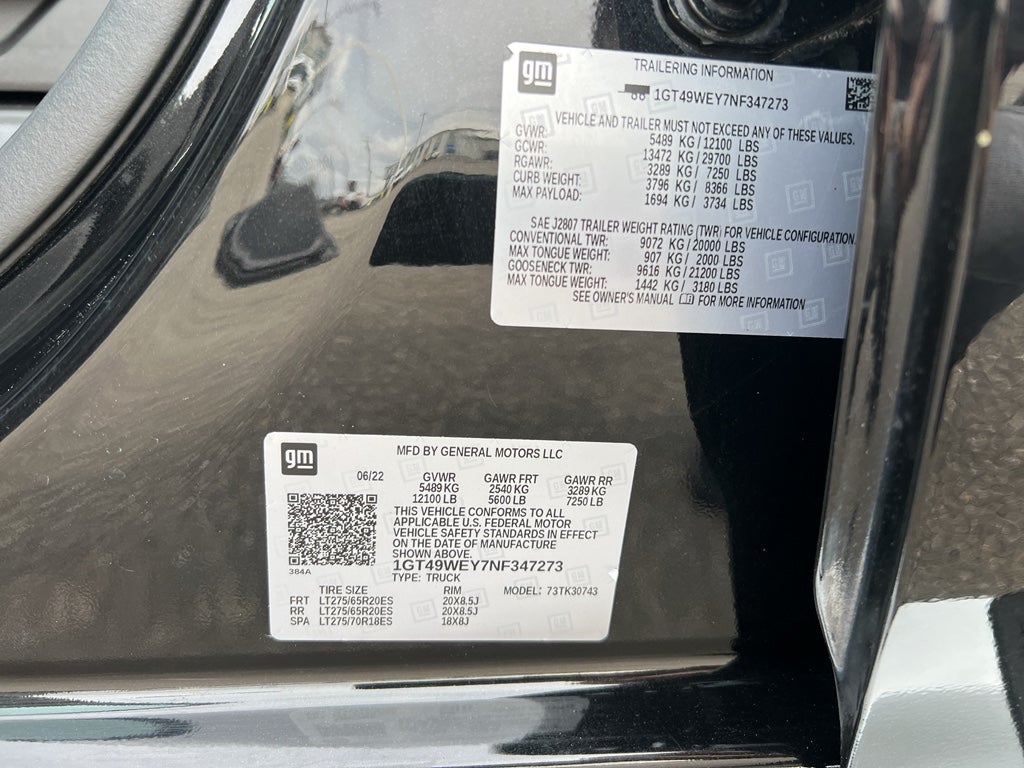 gm
TRAILERING INFORMATION
86 1GT49WEY7NF347273
VEHICLE AND TRAILER MUST NOT EXCEED ANY OF THESE VALUES.
GVWR: 5489 KG/12100 LBS
GCWR: 13472 KG/29700 LBS
RGAWR: 3289 KG/ 7250 LBS
CURB WEIGHT: 3796 KG/ 8366 LBS
MAX PAYLOAD: 1694 KG/ 3734 LBS
SAE J2807 TRAILER WEIGHT RATING (TWR) FOR VEHICLE CONFIGURATION.
CONVENTIONAL TWR: 9072 KG/20000 LBS
MAX TONGUE WEIGHT: 907 KG/ 2000 LBS
GOOSENECK TWR: 9616 KG/21200 LBS
MAX TONGUE WEIGHT: 1442 KG/ 3180 LBS
SEE OWNER'S MANUAL FOR MORE INFORMATION
gm
MFD BY GENERAL MOTORS LLC
06/22 GVWR GAWR FRT GAWR RR
5489 KG 2540 KG 3289 KG
12100 LB 5600 LB 7250 LB
THIS VEHICLE CONFORMS TO ALL
APPLICABLE U.S. FEDERAL MOTOR
VEHICLE SAFETY STANDARDS IN EFFECT
ON THE DATE OF MANUFACTURE
SHOWN ABOVE.
1GT49WEY7NF347273
384A
TYPE: TRUCK
TIRE SIZE RIM MODEL: 73TK30743
FRT LT275/65R20ES 20X8.5J
RR LT275/65R20ES 20X8.5J
SPA LT275/70R18ES 18X8J